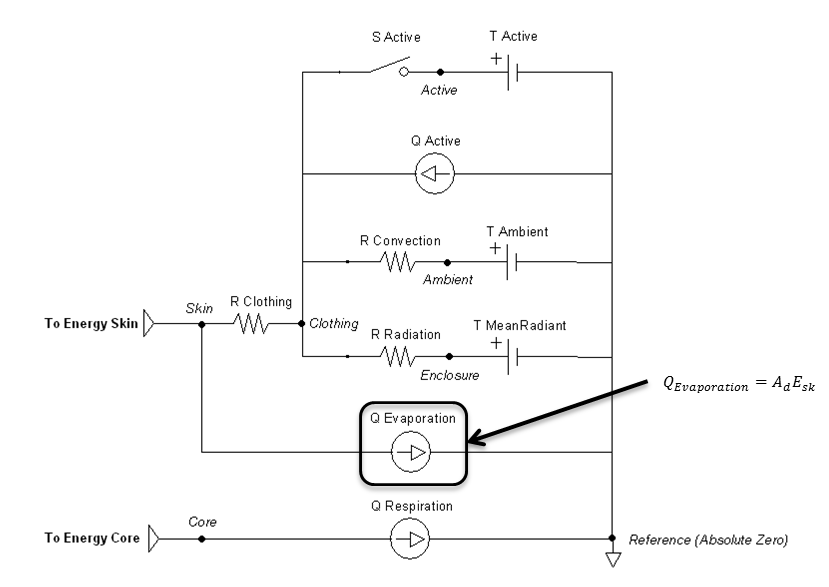 S Active
T Active
+
Active
Q Active
R Convection
T Ambient
+
Ambient
Skin
R Clothing
To Energy Skin
Clothing
R Radiation
T MeanRadiant
+
Enclosure
Q_{Evaporation} = A_d E_{sk}
Q Evaporation
Q Respiration
To Energy Core
Core
Reference (Absolute Zero)